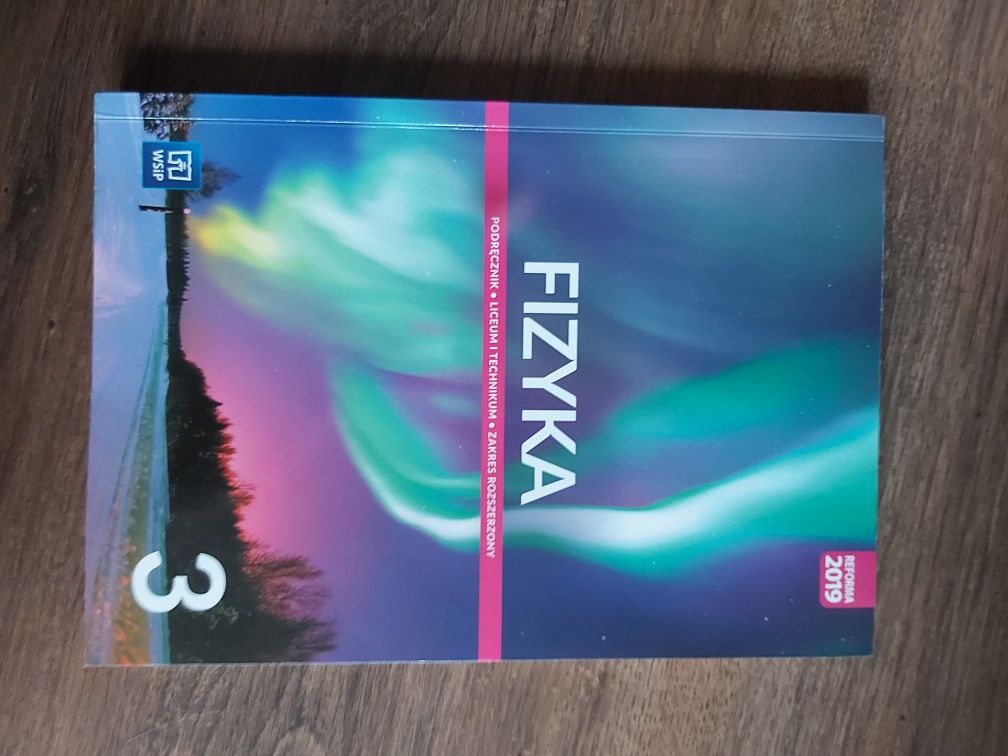 REFORMA
2019
FIZYKA
PODRĘCZNIK • LICEUM I TECHNIKUM • ZAKRES ROZSZERZONY
WSiP
3